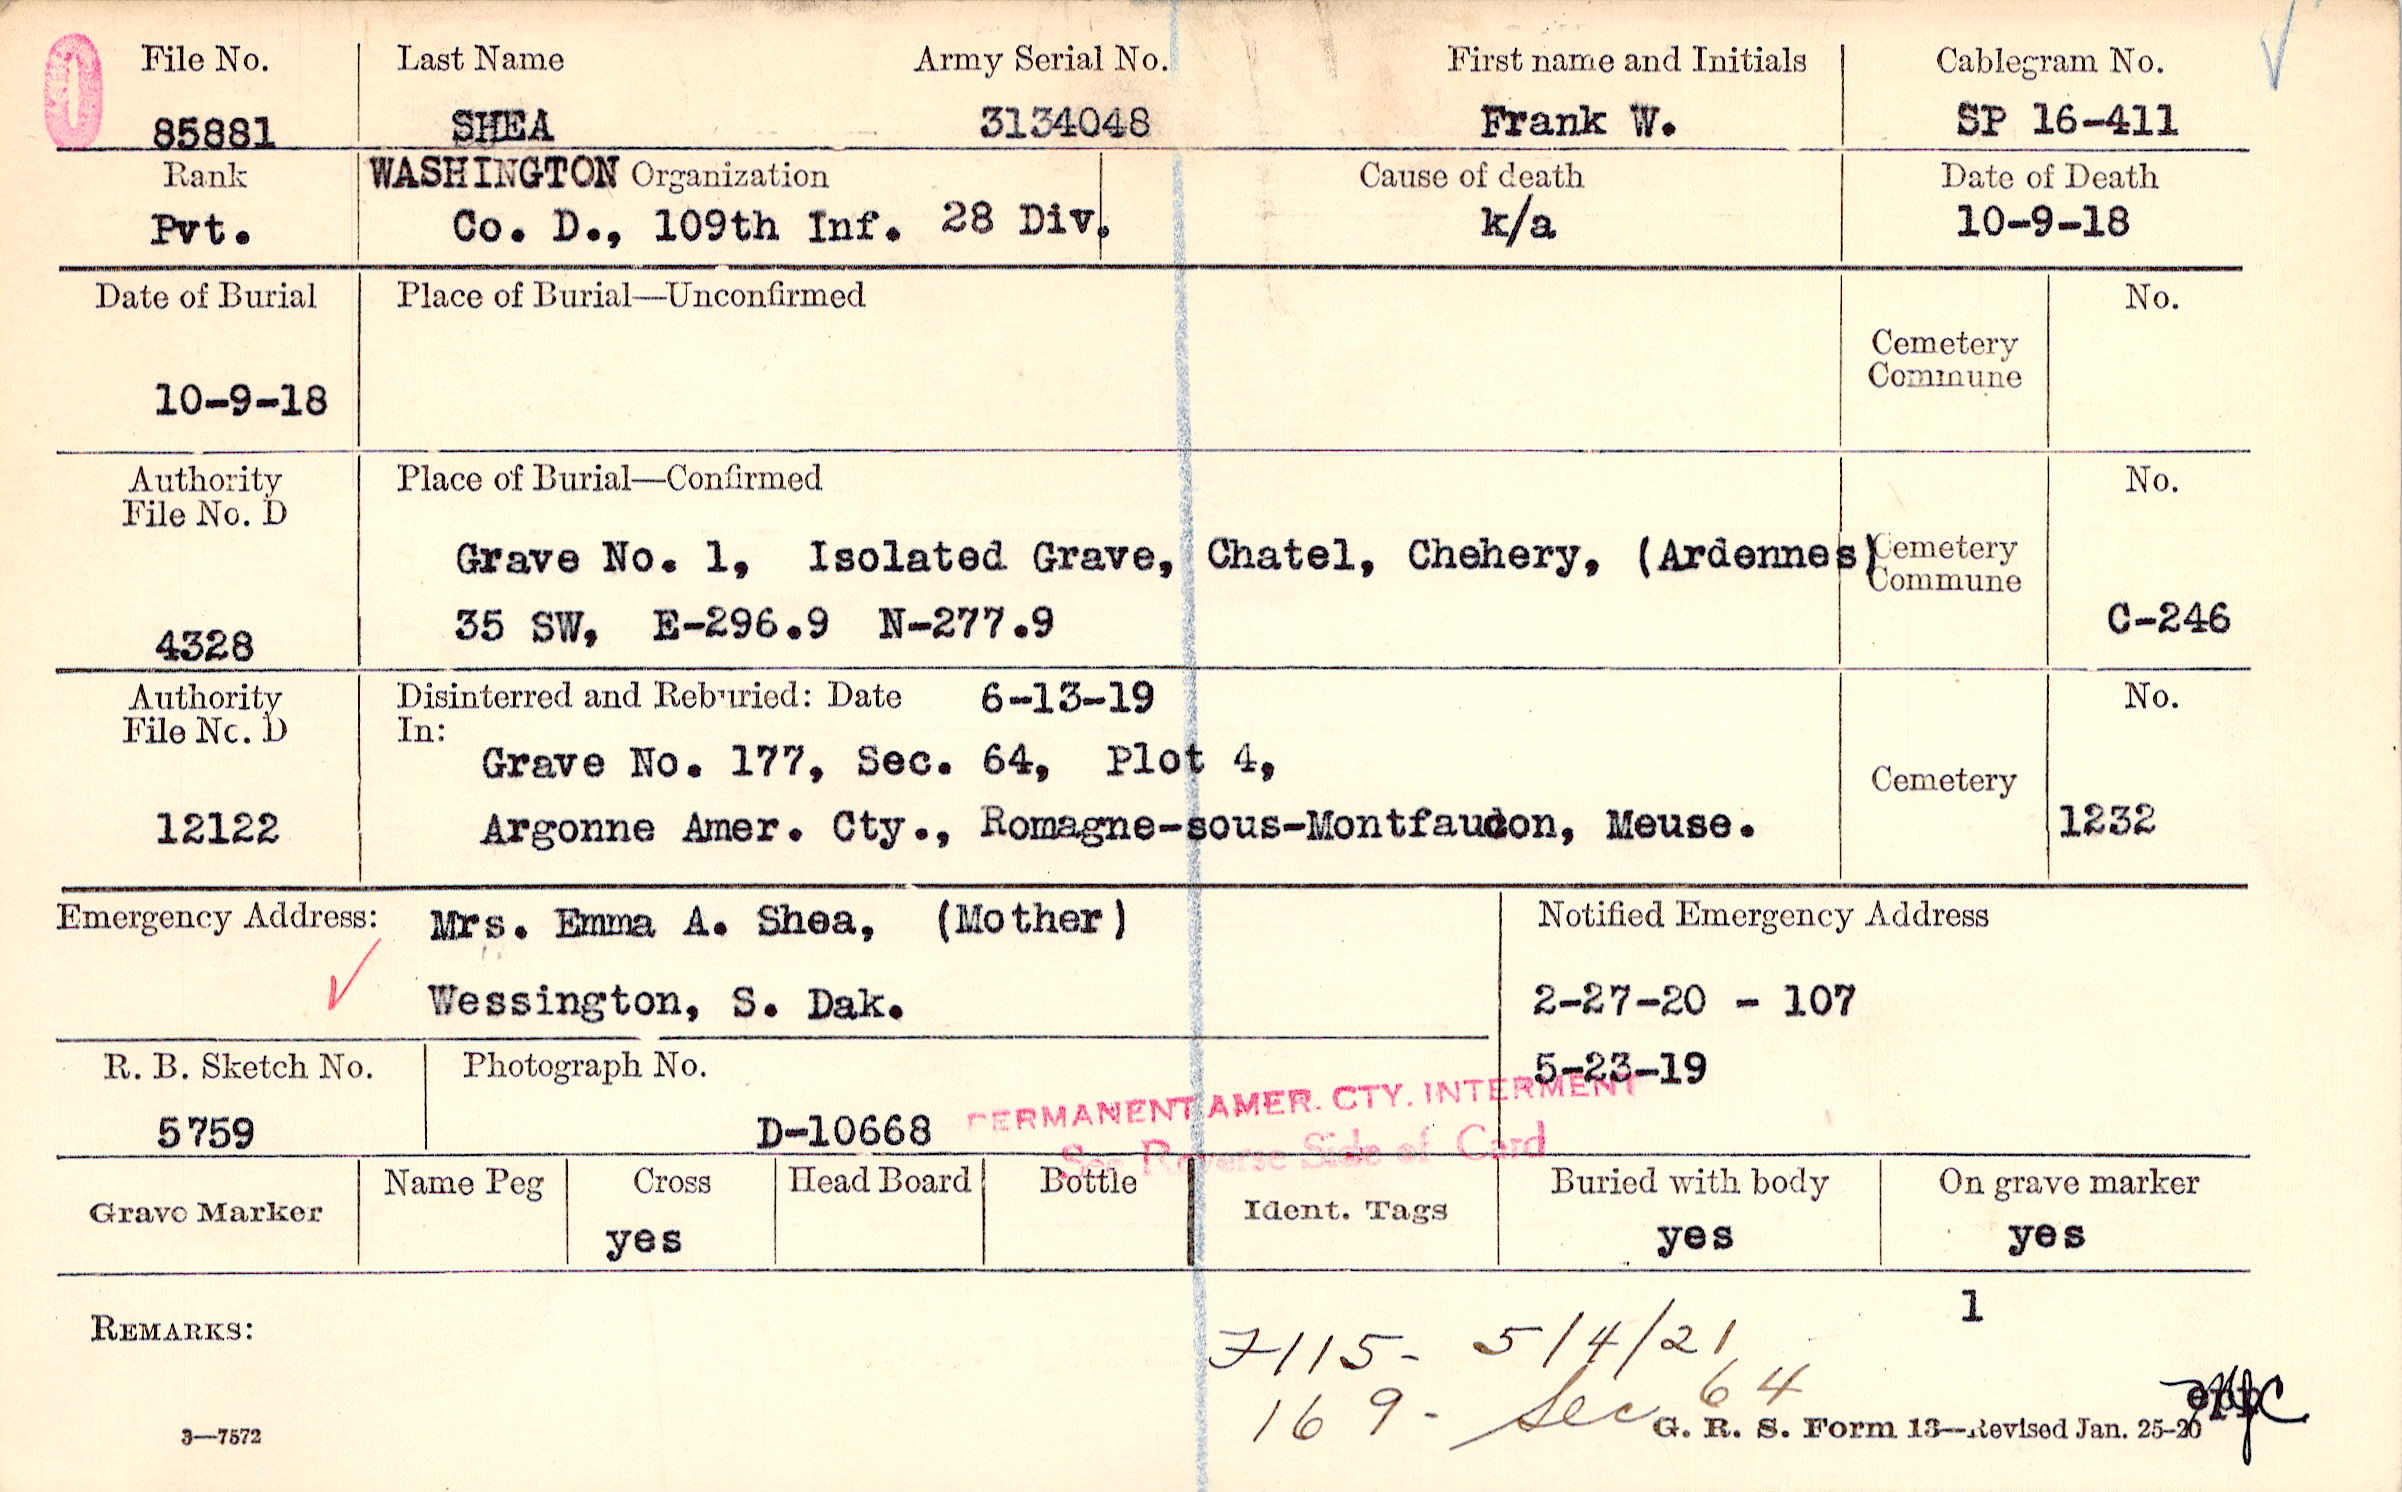 0 File No. Last Name Army Serial No. First name and Initials Cablegram No.
85881 SHEA 3134048 Frank W. SP 16-411
Rank WASHINGTON Organization Cause of death Date of Death
Pvt. Co. D., 109th Inf. 28 Div. k/a 10-9-18
Date of Burial Place of Burial—Unconfirmed No.
Cemetery
Commune
10-9-18
Authority Place of Burial—Confirmed No.
File No. D
Grave No. 1, Isolated Grave, Chatel, Chehery, (Ardennes) Cemetery
Commune
35 SW, E-296.9 N-277.9 C-246
4328
Authority Disinterred and Reburied: Date 6-13-19 No.
File No. D In:
Grave No. 177, Sec. 64, Plot 4,
Cemetery
12122 Argonne Amer. Cty., Romagne-sous-Montfaucon, Meuse. 1232
Emergency Address: Mrs. Emma A. Shea, (Mother) Notified Emergency Address
Wessington, S. Dak. 2-27-20 - 107
R. B. Sketch No. Photograph No. 5-23-19
PERMANENT AMER. CTY. INTERMENT
5759 D-10668
See Reverse Side of Card
Name Peg Cross Head Board Bottle Buried with body On grave marker
Grave Marker Ident. Tags
yes yes yes
1
REMARKS: 7115- 5/4/21
169- Sec 64
3—7572 G. R. S. Form 13—Revised Jan. 25-20